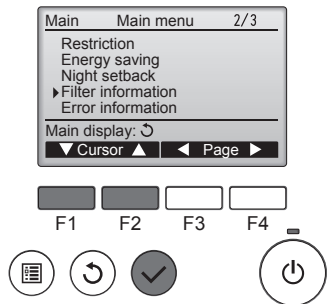 Main Main menu 2/3
Restriction
Energy saving
Night setback
Filter information
Error information
Main display:
Cursor Page
F1 F2 F3 F4